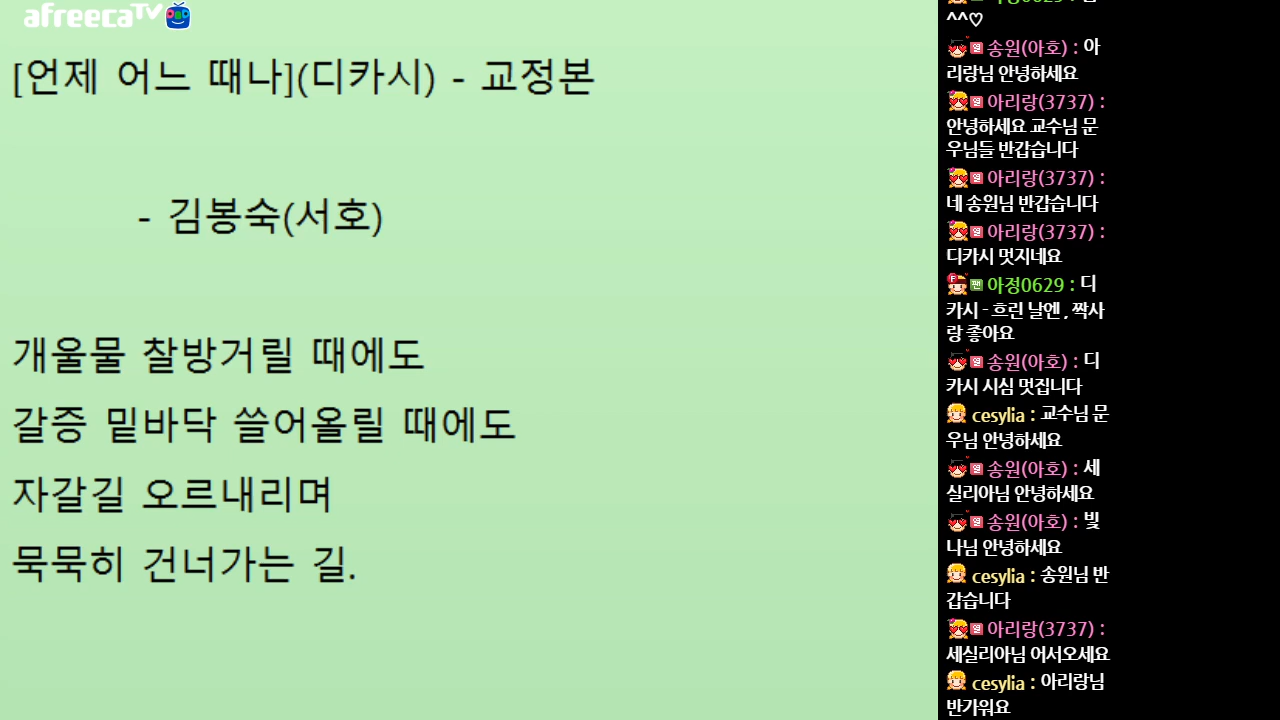 afreecaTV
[언제 어느 때나](디카시) - 교정본
- 김봉숙(서호)
개울물 찰방거릴 때에도
갈증 밑바닥 쓸어올릴 때에도
자갈길 오르내리며
묵묵히 건너가는 길.
^^♡
송원(아호) : 아
리랑님 안녕하세요
아리랑(3737) :
안녕하세요 교수님 문
우님들 반갑습니다
아리랑(3737) :
네 송원님 반갑습니다
아리랑(3737) :
디카시 멋지네요
아정0629 : 디
카시 - 흐린 날엔 , 짝사
랑 좋아요
송원(아호) : 디
카시 시심 멋집니다
cesylia : 교수님 문
우님 안녕하세요
송원(아호) : 세
실리아님 안녕하세요
송원(아호) : 빛
나님 안녕하세요
cesylia : 송원님 반
갑습니다
아리랑(3737) :
세실리아님 어서오세요
cesylia : 아리랑님
반가워요